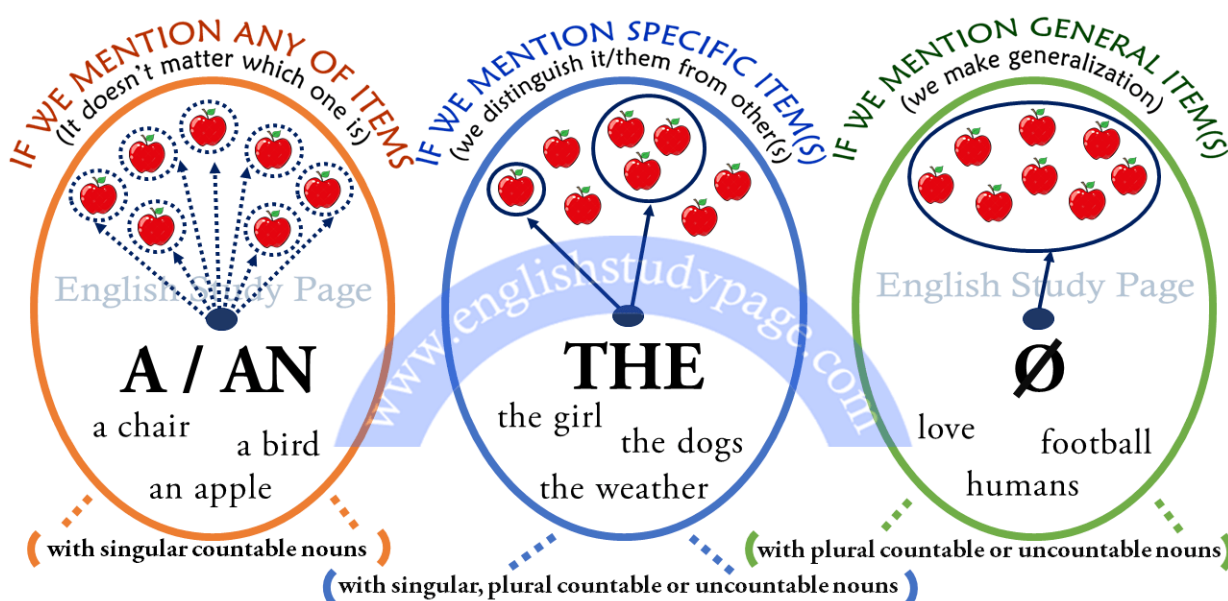 IF WE MENTION ANY OF ITEMS
(It doesn't matter which one is)
English Study Page
A / AN
a chair
a bird
an apple
(with singular countable nouns)
IF WE MENTION SPECIFIC ITEM(S)
(we distinguish it/them from other(s))
www.englishstudypage.com
THE
the girl
the dogs
the weather
(with singular, plural countable or uncountable nouns)
IF WE MENTION GENERAL ITEM(S)
(we make generalization)
English Study Page
Ø
love
football
humans
(with plural countable or uncountable nouns)